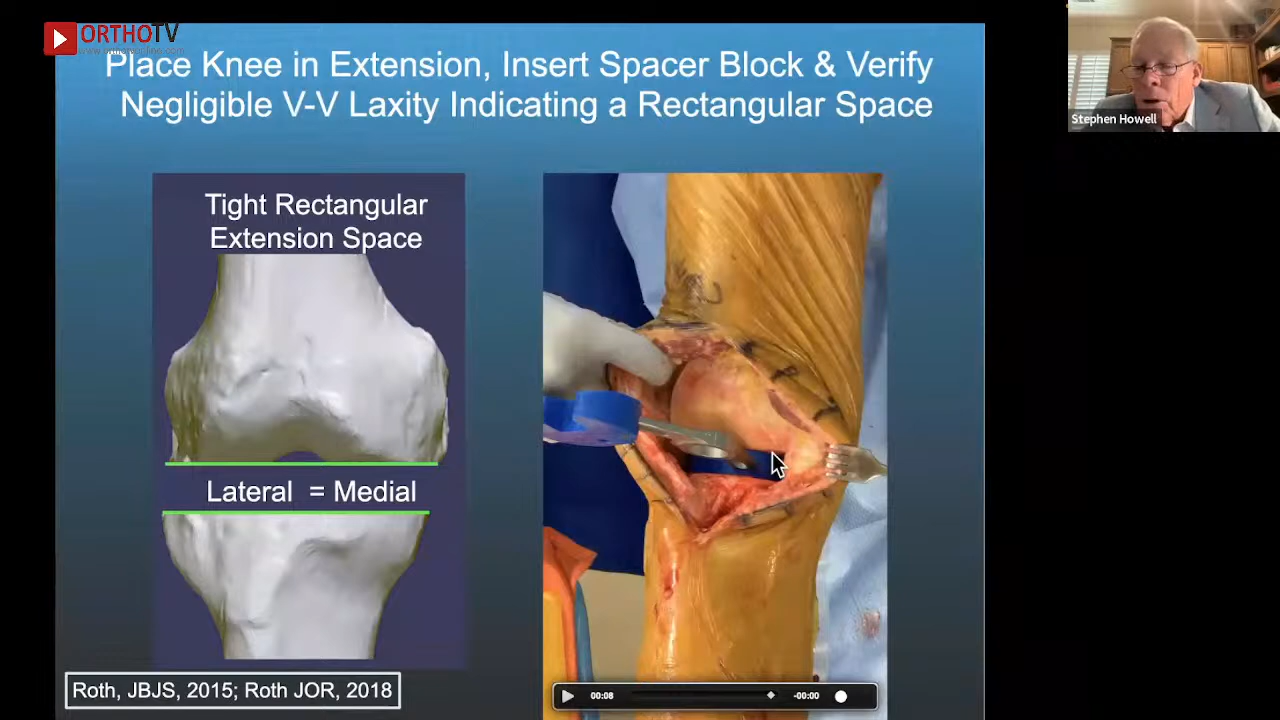 ORTHOTV
Place Knee in Extension, Insert Spacer Block & Verify
Negligible V-V Laxity Indicating a Rectangular Space
Stephen Howell
Tight Rectangular
Extension Space
Lateral = Medial
Roth, JBJS, 2015; Roth JOR, 2018
00:08
-00:00